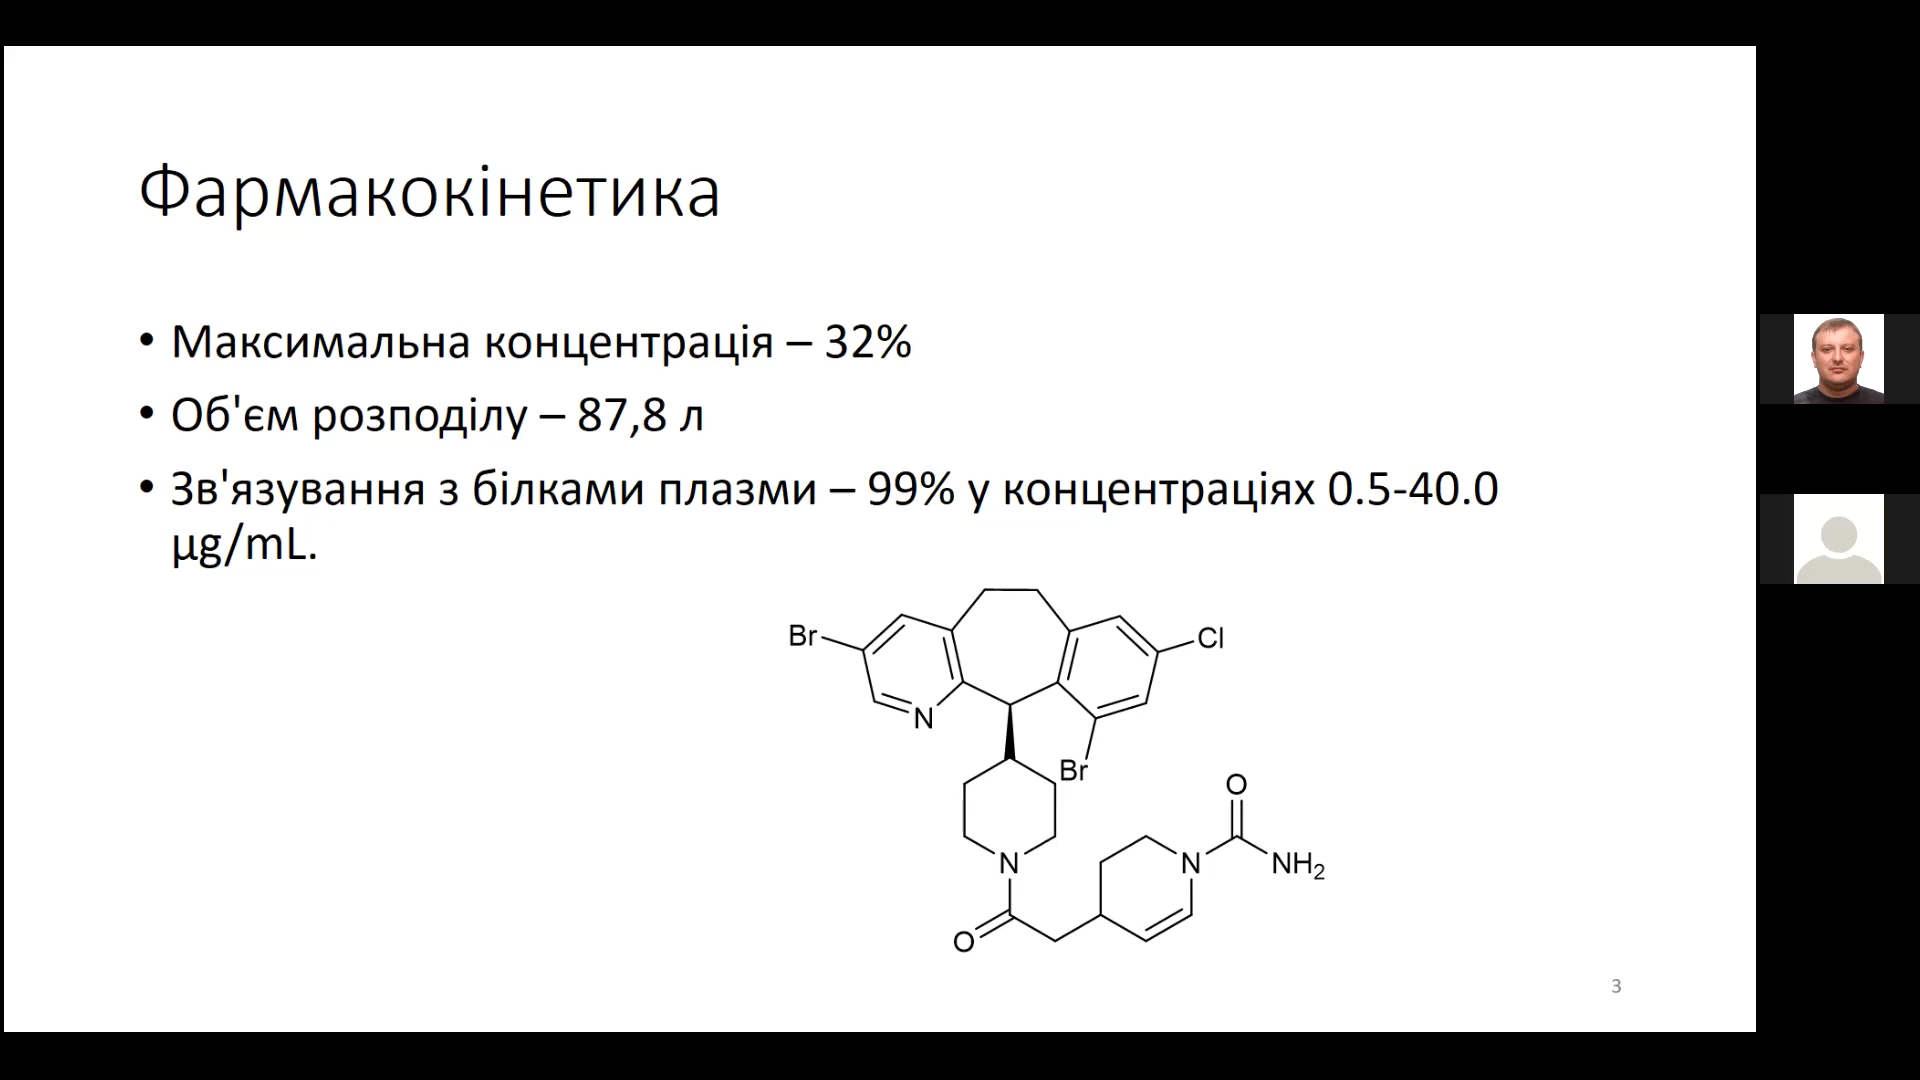 Фармакокінетика
• Максимальна концентрація – 32%
• Об'єм розподілу – 87,8 л
• Зв'язування з білками плазми – 99% у концентраціях 0.5-40.0
µg/mL.
Br
Cl
N
Br
O
N
N
NH2
O
3